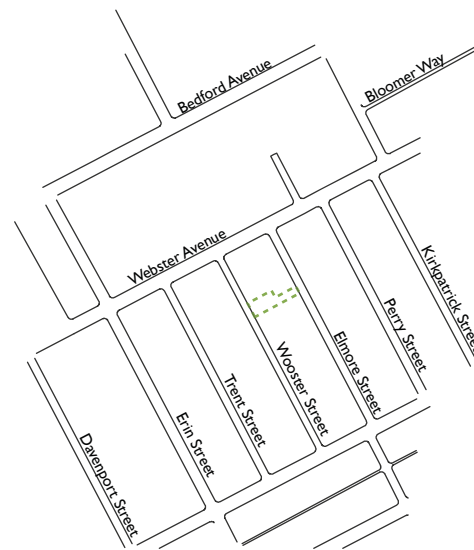 Bedford Avenue
Bloomer Way
Webster Avenue
Kirkpatrick Street
Perry Street
Elmore Street
Wooster Street
Trent Street
Erin Street
Davenport Street